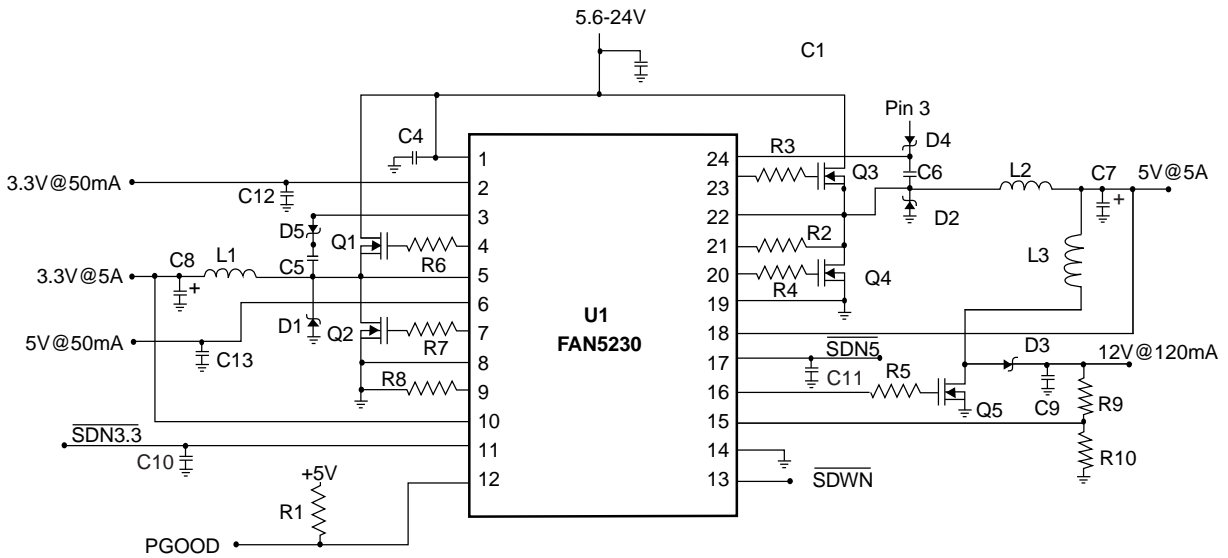 5.6-24V
C1
Pin 3
C4
R3
D4
1
24
Q3
C6
L2
C7
5V@5A
3.3V@50mA
2
23
C12
D2
3
22
D5
Q1
4
21
R2
R6
L3
C8
L1
C5
3.3V@5A
5
20
R4
Q4
6
19
U1
D1
Q2
7
18
FAN5230
5V@50mA
R7
C13
SDN5
D3
12V@120mA
8
17
R8
C11
R5
9
16
Q5
C9
R9
10
15
SDN3.3
11
14
C10
R10
+5V
12
13
SDWN
R1
PGOOD